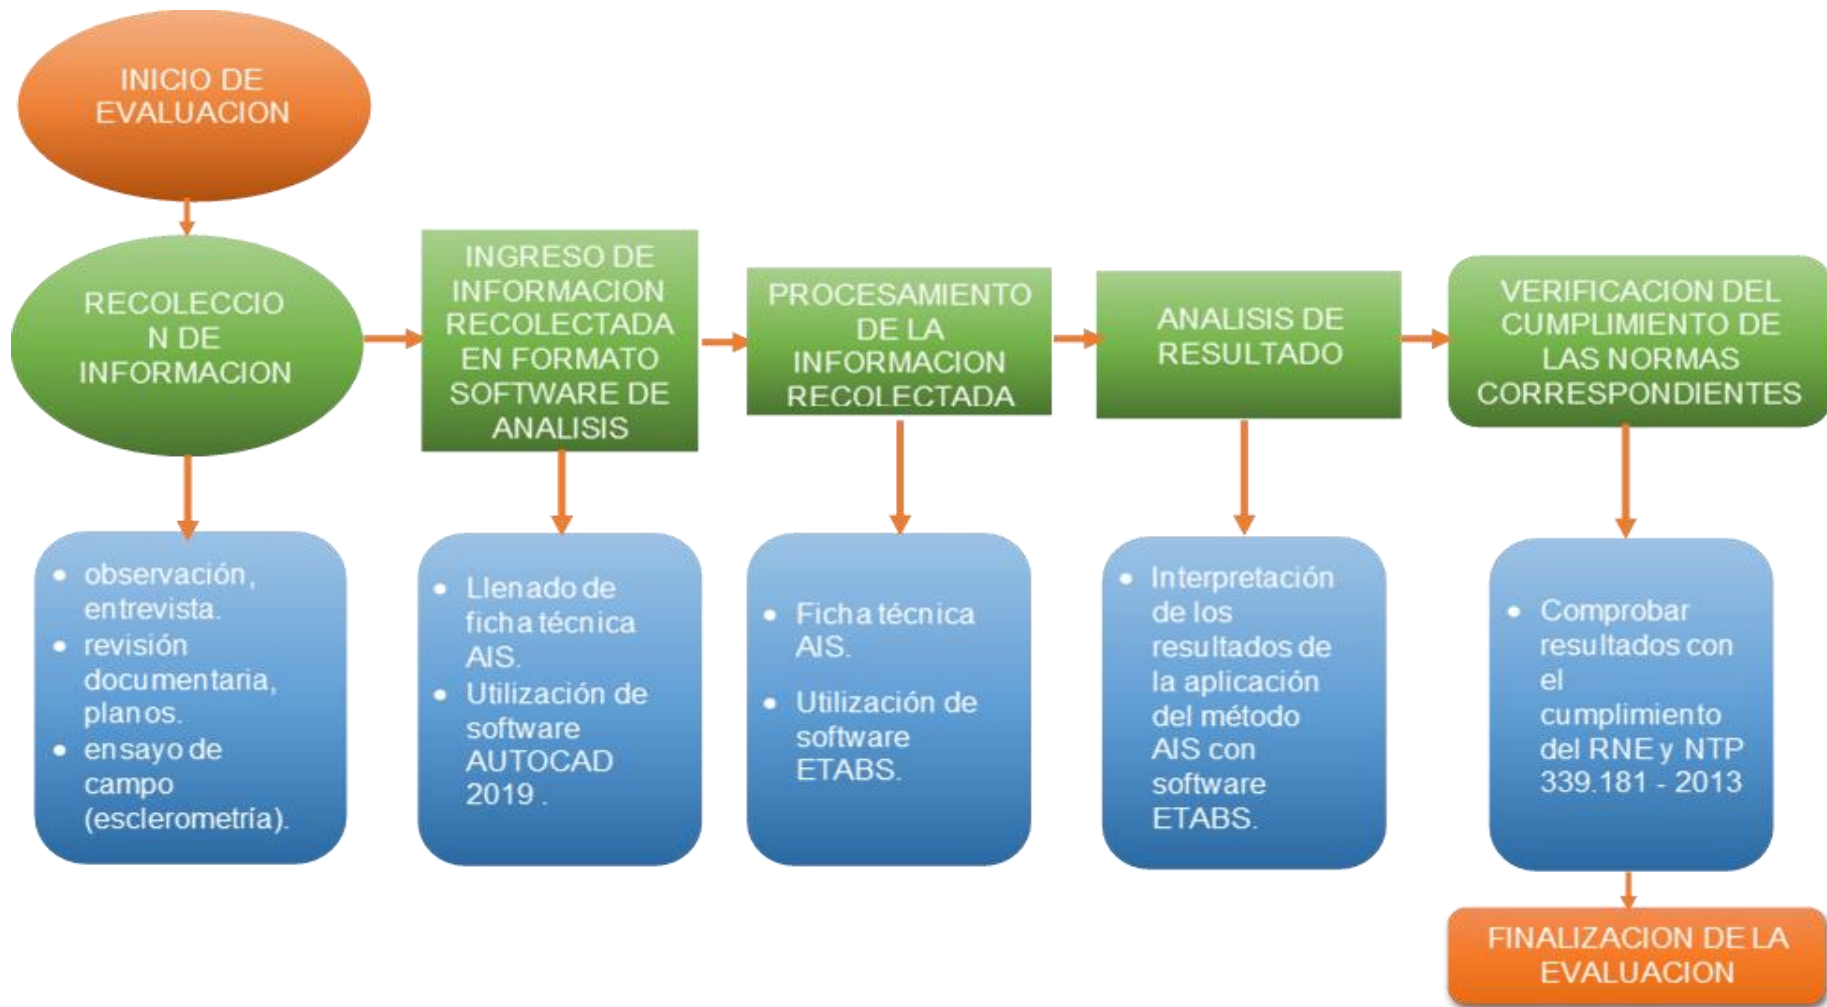 INICIO DE
EVALUACION
RECOLECCIO
N DE
INFORMACION
INGRESO DE
INFORMACION
RECOLECTADA
EN FORMATO
SOFTWARE DE
ANALISIS
PROCESAMIENTO
DE LA
INFORMACION
RECOLECTADA
ANALISIS DE
RESULTADO
VERIFICACION DEL
CUMPLIMIENTO DE
LAS NORMAS
CORRESPONDIENTES
• observación,
entrevista.
• revisión
documentaria,
planos.
• ensayo de
campo
(esclerometría).
• Llenado de
ficha técnica
AIS.
• Utilización de
software
AUTOCAD
2019 .
• Ficha técnica
AIS.
• Utilización de
software
ETABS.
• Interpretación
de los
resultados de
la aplicación
del método
AIS con
software
ETABS.
• Comprobar
resultados con
el
cumplimiento
del RNE y NTP
339.181 - 2013
FINALIZACION DE LA
EVALUACION